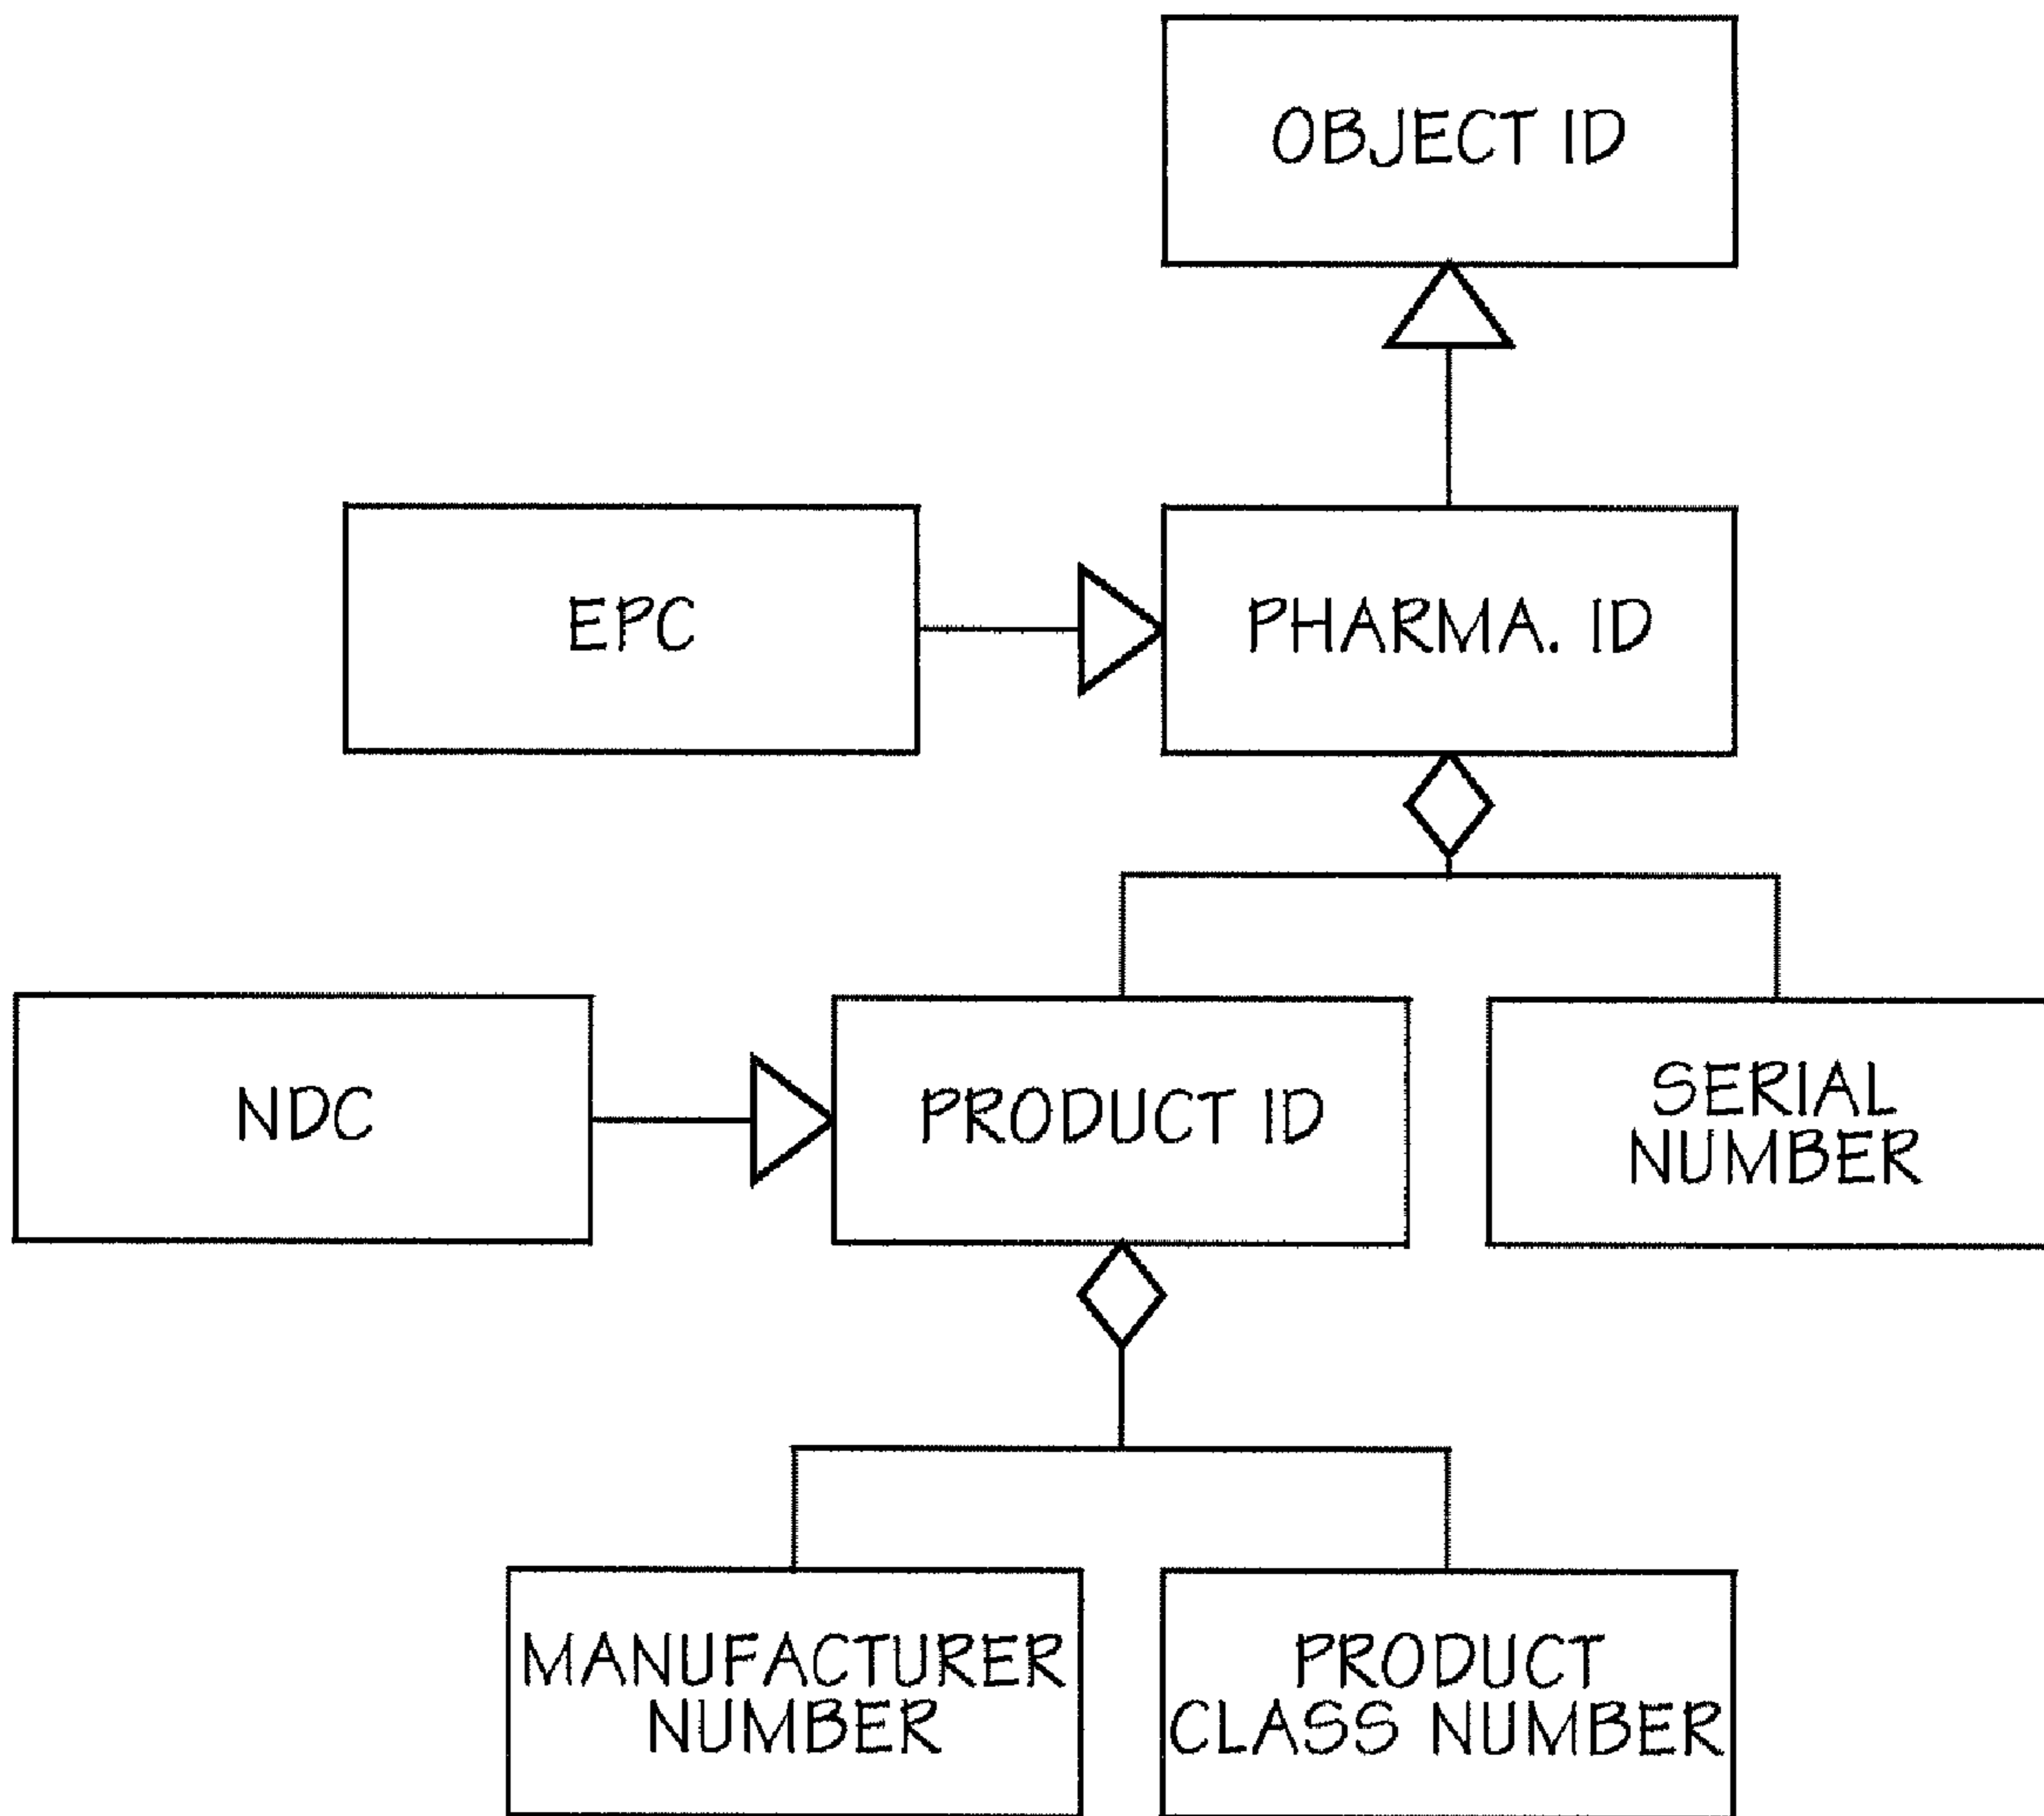 OBJECT ID
EPC
PHARMA. ID
NDC
PRODUCT ID
SERIAL
NUMBER
MANUFACTURER
NUMBER
PRODUCT
CLASS NUMBER